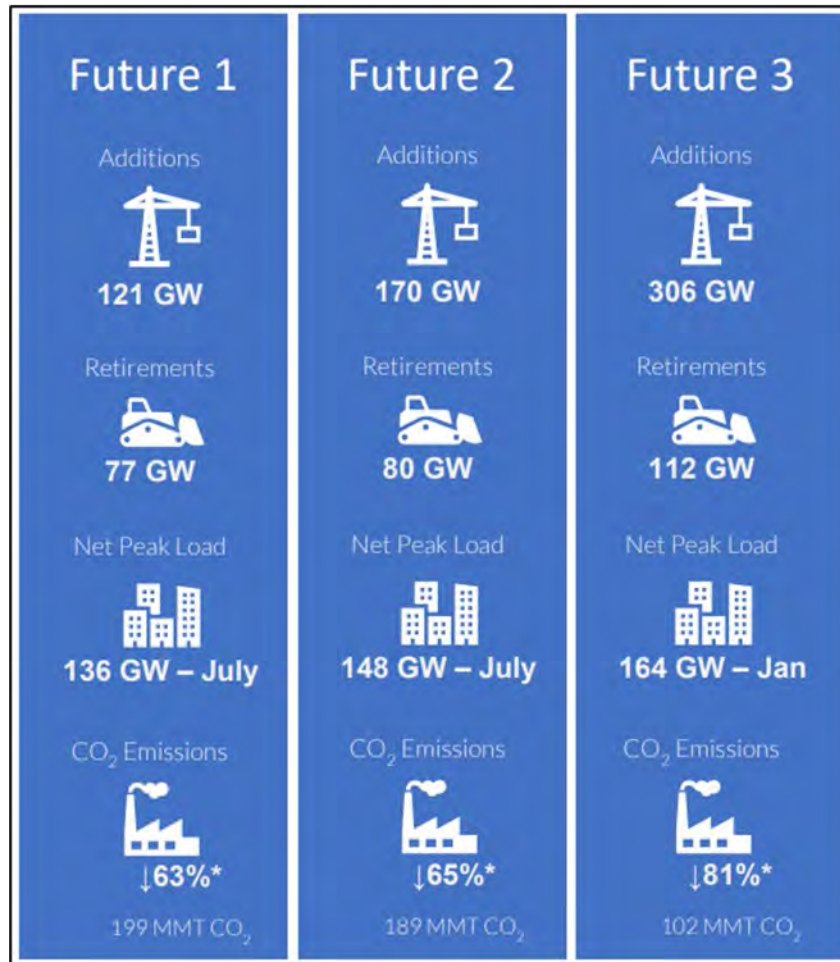 Future 1
Additions
121 GW
Retirements
77 GW
Net Peak Load
136 GW – July
CO₂ Emissions
↓63%*
199 MMT CO₂
Future 2
Additions
170 GW
Retirements
80 GW
Net Peak Load
148 GW – July
CO₂ Emissions
↓65%*
189 MMT CO₂
Future 3
Additions
306 GW
Retirements
112 GW
Net Peak Load
164 GW – Jan
CO₂ Emissions
↓81%*
102 MMT CO₂